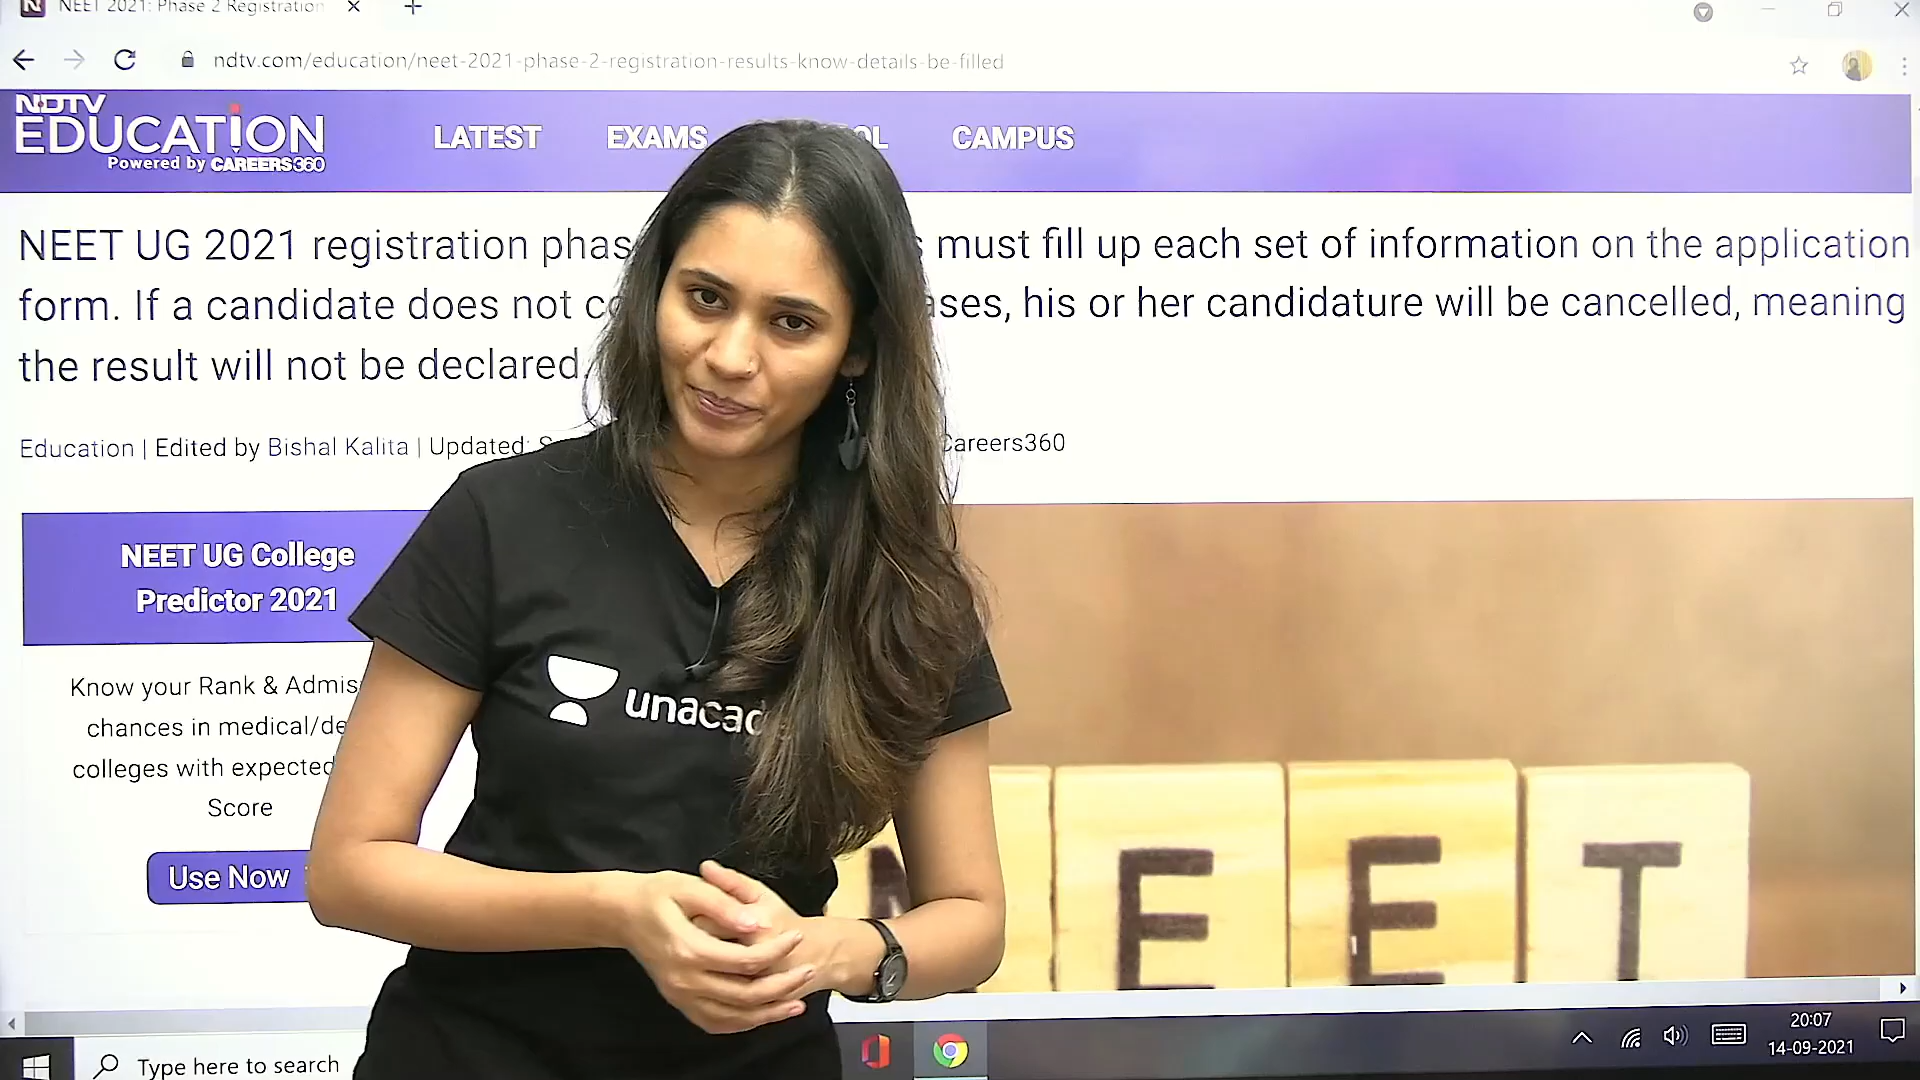 NEET 2021: Phase 2 Registration
ndtv.com/education/neet-2021-phase-2-registration-results-know-details-be-filled
NDTV
EDUCATION
Powered by CAREERS360
LATEST EXAMS OL CAMPUS
NEET UG 2021 registration phas must fill up each set of information on the application
form. If a candidate does not co ases, his or her candidature will be cancelled, meaning
the result will not be declared.
Education | Edited by Bishal Kalita | Updated: S Careers360
NEET UG College
Predictor 2021
Know your Rank & Admis
chances in medical/de
colleges with expected
Score
Use Now
unacad
NEET
20:07
14-09-2021
Type here to search